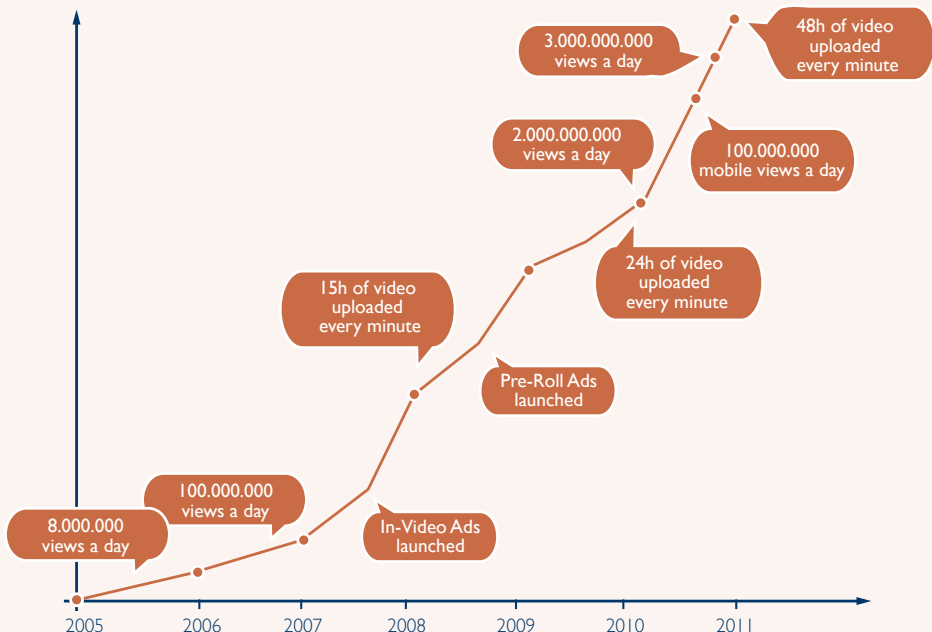 48h of video
uploaded
every minute
3.000.000.000
views a day
2.000.000.000
views a day
100.000.000
mobile views a day
24h of video
uploaded
every minute
15h of video
uploaded
every minute
Pre-Roll Ads
launched
100.000.000
views a day
In-Video Ads
launched
8.000.000
views a day
2005 2006 2007 2008 2009 2010 2011